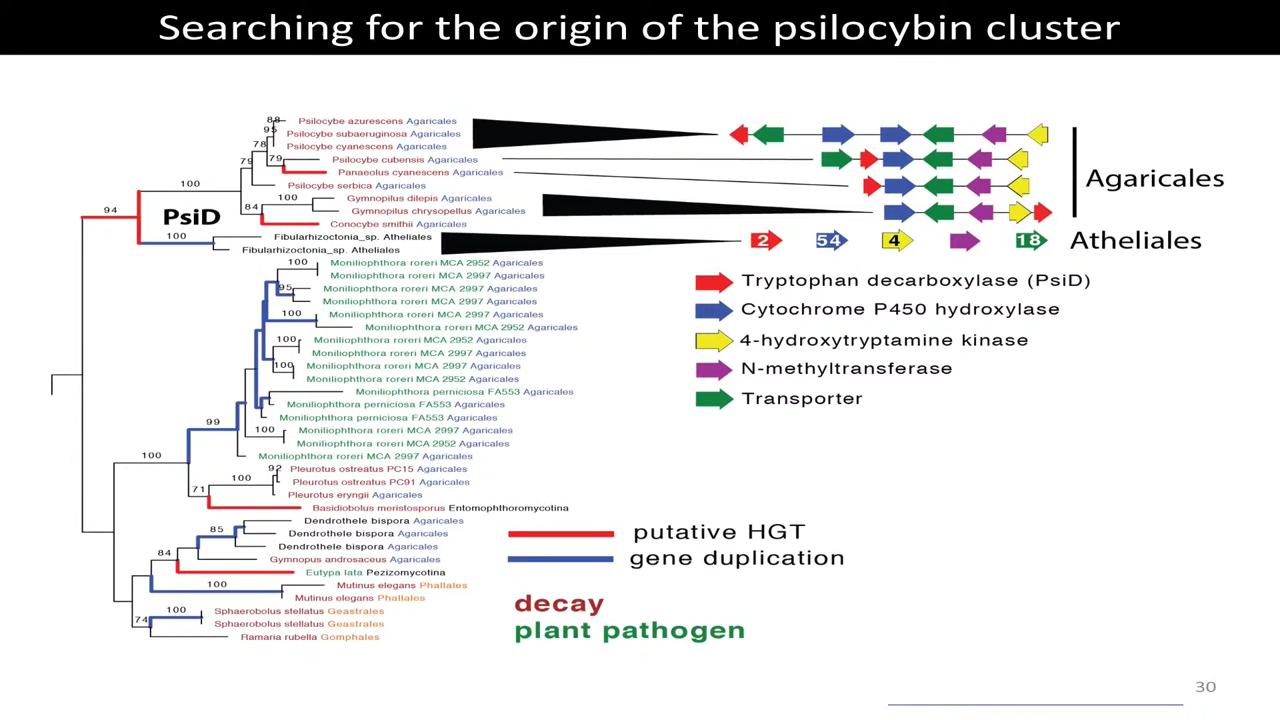 Searching for the origin of the psilocybin cluster
88
Psilocybe azurescens Agaricales
95
Psilocybe subaeruginosa Agaricales
78
Psilocybe cyanescens Agaricales
79
79
Psilocybe cubensis Agaricales
Panaeolus cyanescens Agaricales
100
Psilocybe serbica Agaricales
100
Gymnopilus dilepis Agaricales
84
Gymnopilus chrysopellus Agaricales
94
PsiD
Conocybe smithii Agaricales
100
Fibularhizoctonia_sp. Atheliales
Fibularhizoctonia_sp. Atheliales
Agaricales
2
54
4
18
Atheliales
100
Moniliophthora roreri MCA 2952 Agaricales
Moniliophthora roreri MCA 2997 Agaricales
95
Moniliophthora roreri MCA 2997 Agaricales
Moniliophthora roreri MCA 2997 Agaricales
100
Moniliophthora roreri MCA 2997 Agaricales
Moniliophthora roreri MCA 2952 Agaricales
100
Moniliophthora roreri MCA 2952 Agaricales
Moniliophthora roreri MCA 2997 Agaricales
100
Moniliophthora roreri MCA 2997 Agaricales
Moniliophthora roreri MCA 2952 Agaricales
Moniliophthora perniciosa FA553 Agaricales
Moniliophthora perniciosa FA553 Agaricales
Moniliophthora perniciosa FA553 Agaricales
99
100
Moniliophthora roreri MCA 2997 Agaricales
Moniliophthora roreri MCA 2952 Agaricales
Moniliophthora roreri MCA 2997 Agaricales
100
92
Pleurotus ostreatus PC15 Agaricales
100
Pleurotus ostreatus PC91 Agaricales
71
Pleurotus eryngii Agaricales
Basidiobolus meristosporus Entomophthoromycotina
Dendrothele bispora Agaricales
85
Dendrothele bispora Agaricales
Dendrothele bispora Agaricales
84
Gymnopus androsaceus Agaricales
Eutypa lata Pezizomycotina
100
Mutinus elegans Phallales
Mutinus elegans Phallales
100
Sphaerobolus stellatus Geastrales
74
Sphaerobolus stellatus Geastrales
Ramaria rubella Gomphales
Tryptophan decarboxylase (PsiD)
Cytochrome P450 hydroxylase
4-hydroxytryptamine kinase
N-methyltransferase
Transporter
putative HGT
gene duplication
decay
plant pathogen
30